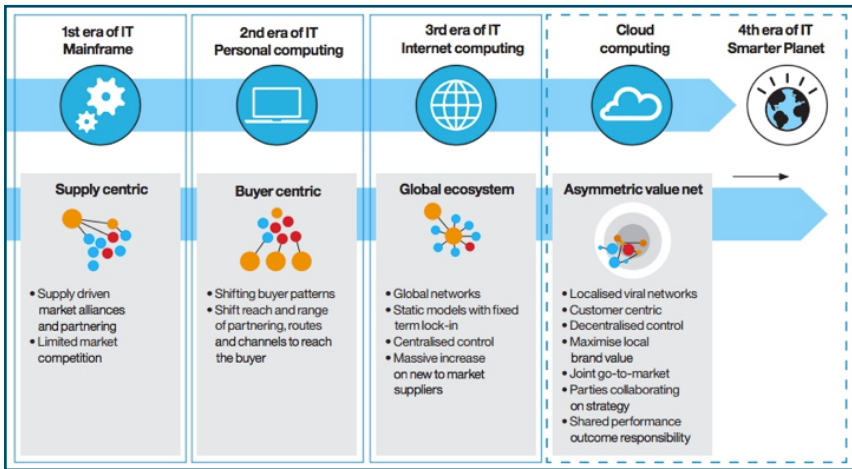 1st era of IT
Mainframe
2nd era of IT
Personal computing
3rd era of IT
Internet computing
Cloud
computing
4th era of IT
Smarter Planet
Supply centric
• Supply driven
market alliances
and partnering
• Limited market
competition
Buyer centric
• Shifting buyer patterns
• Shift reach and range
of partnering, routes
and channels to reach
the buyer
Global ecosystem
• Global networks
• Static models with fixed
term lock-in
• Centralised control
• Massive increase
on new to market
suppliers
Asymmetric value net
• Localised viral networks
• Customer centric
• Decentralised control
• Maximise local
brand value
• Joint go-to-market
• Parties collaborating
on strategy
• Shared performance
outcome responsibility